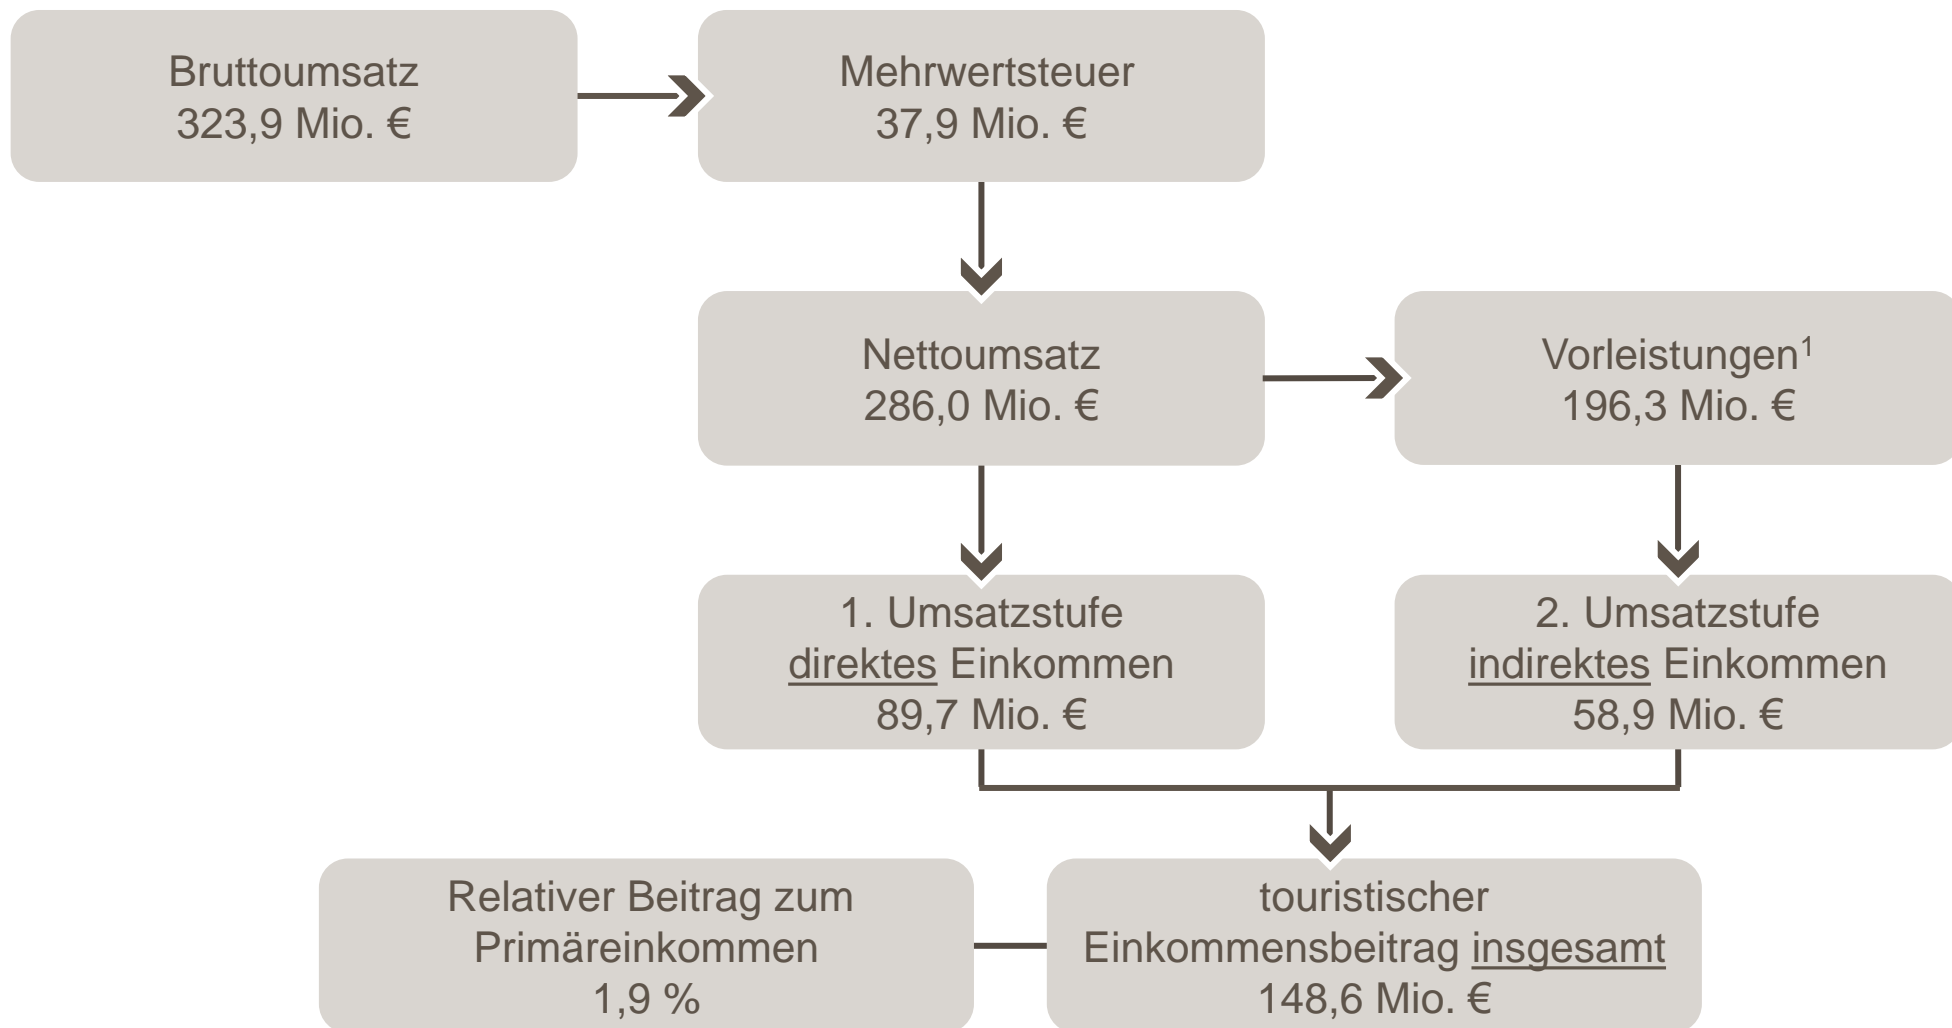 Bruttoumsatz
323,9 Mio. €
Mehrwertsteuer
37,9 Mio. €
Nettoumsatz
286,0 Mio. €
Vorleistungen¹
196,3 Mio. €
1. Umsatzstufe
direktes Einkommen
89,7 Mio. €
2. Umsatzstufe
indirektes Einkommen
58,9 Mio. €
Relativer Beitrag zum
Primäreinkommen
1,9 %
touristischer
Einkommensbeitrag insgesamt
148,6 Mio. €